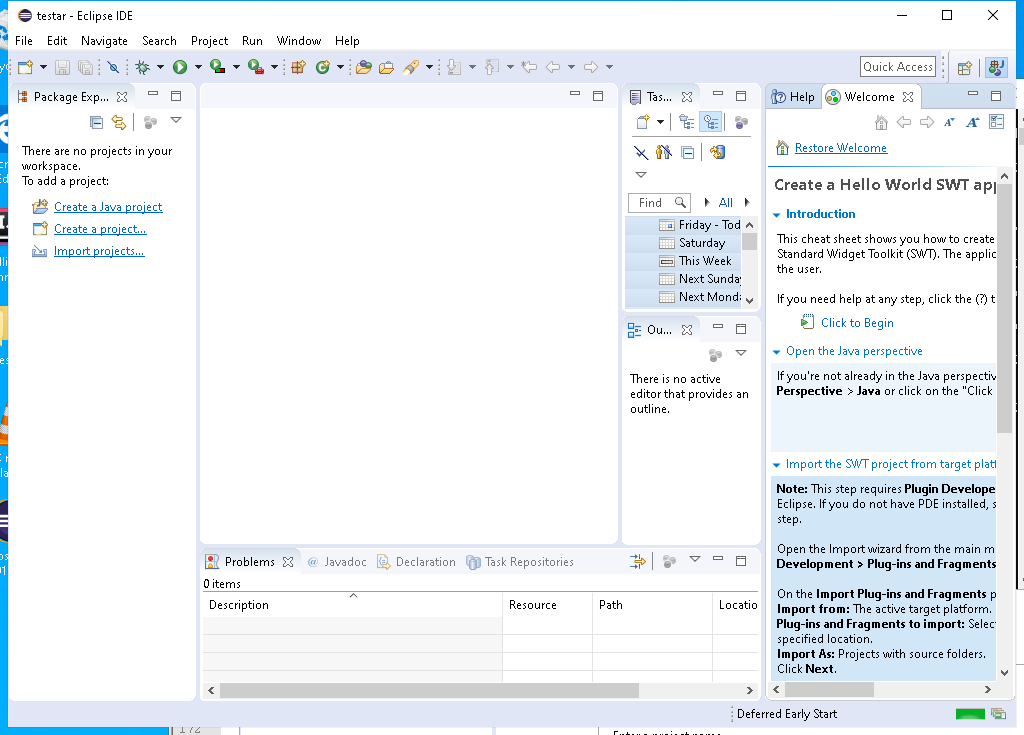 testar - Eclipse IDE
File Edit Navigate Search Project Run Window Help
Quick Access
Package Exp...
There are no projects in your
workspace.
To add a project:
Create a Java project
Create a project...
Import projects...
Tas...
Find
All
Friday - Tod
Saturday
This Week
Next Sunda
Next Monda
Ou...
There is no active
editor that provides an
outline.
Help Welcome
Restore Welcome
Create a Hello World SWT app
Introduction
This cheat sheet shows you how to create
Standard Widget Toolkit (SWT). The applic
the user.
If you need help at any step, click the (?) t
Click to Begin
Open the Java perspective
If you're not already in the Java perspectiv
Perspective > Java or click on the "Click
Import the SWT project from target platf
Note: This step requires Plugin Develope
Eclipse. If you do not have PDE installed, s
step.
Open the Import wizard from the main m
Development > Plug-ins and Fragments
On the Import Plug-ins and Fragments p
Import from: The active target platform.
Plug-ins and Fragments to import: Selec
specified location.
Import As: Projects with source folders.
Click Next.
Problems @ Javadoc Declaration Task Repositories
0 items
Description Resource Path Locatio
Deferred Early Start
172
Enter a project name